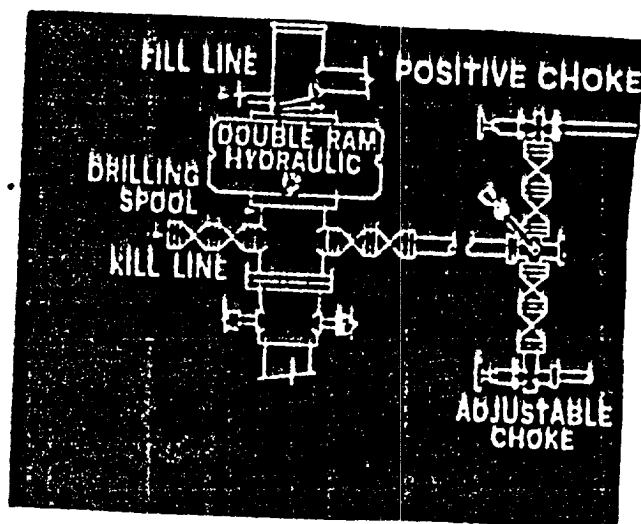 FILL LINE
POSITIVE CHOKE
DOUBLE RAM
HYDRAULIC
DRILLING
SPOOL
KILL LINE
ADJUSTABLE
CHOKE